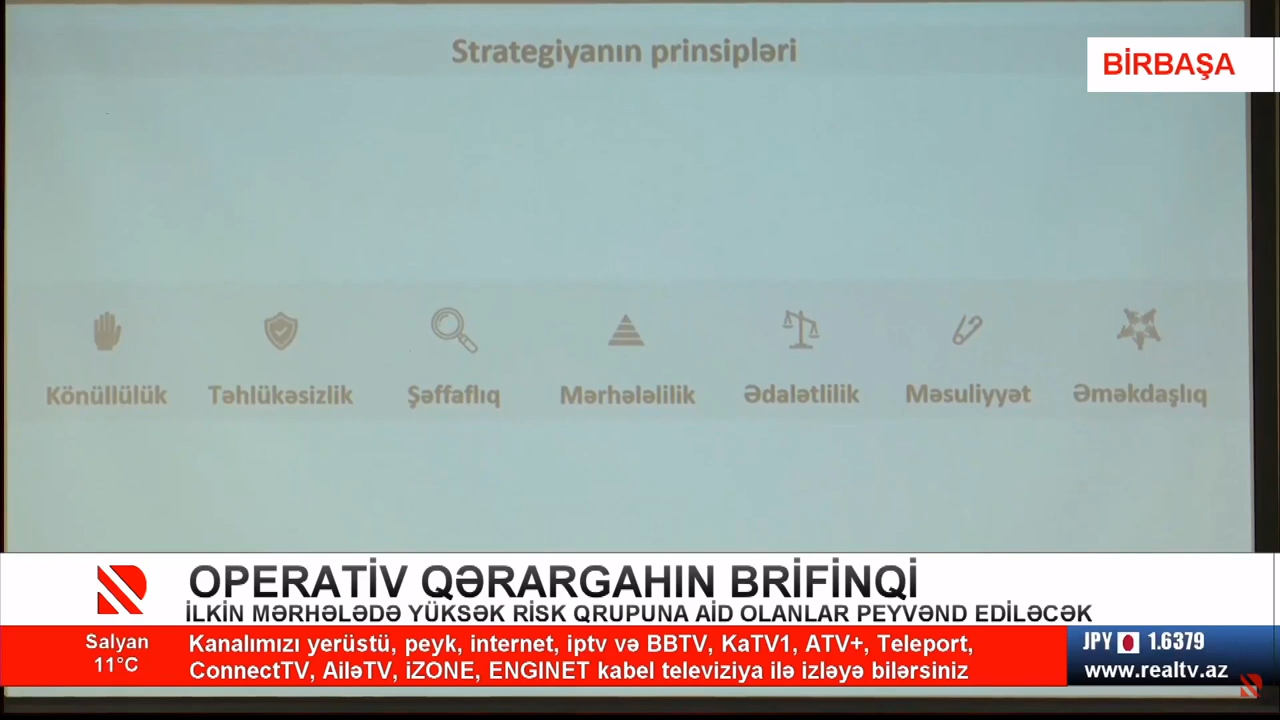 Strategiyanın prinsipləri
BİRBAŞA
Könüllülük Təhlükəsizlik Şəffaflıq Mərhələlilik Ədalətlilik Məsuliyyət Əməkdaşlıq
OPERATİV QƏRARGAHIN BRİFİNQİ
İLKİN MƏRHƏLƏDƏ YÜKSƏK RİSK QRUPUNA AİD OLANLAR PEYVƏND EDİLƏCƏK
Salyan
11°C
Kanalımızı yerüstü, peyk, internet, iptv və BBTV, KaTV1, ATV+, Teleport,
ConnectTV, AiləTV, iZONE, ENGINET kabel televiziya ilə izləyə bilərsiniz
JPY 1.6379
www.realtv.az